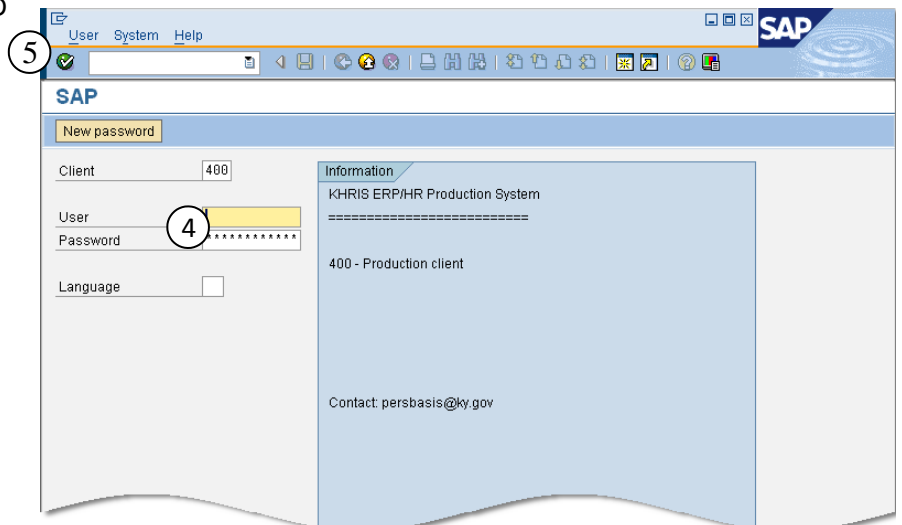 User System Help
SAP
5
SAP
New password
Client 400
Information
KHRIS ERP/HR Production System
==========================
User
4
Password ************
400 - Production client
Language
Contact: persbasis@ky.gov